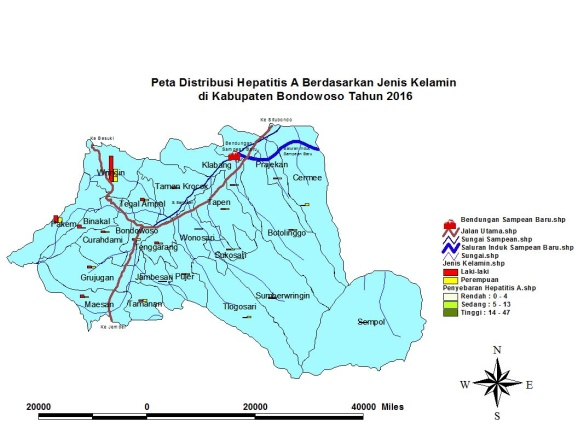 Peta Distribusi Hepatitis A Berdasarkan Jenis Kelamin
di Kabupaten Bondowoso Tahun 2016
Ke Situbondo
Ke Besuki
Bendungan
Sampean Baru
Saluran Induk
Sampean Baru
Klabang
Prajekan
Wringin
Cermee
Taman Krocok
Tegal Ampel
Tapen
Pakem
Binakal
Bondowoso
Botolinggo
Curahdami
Wonosari
Tenggarang
Sukosari
Grujugan
Jambesari
Pujer
Sumberwringin
Maesan
Tamanan
Tlogosari
Sempol
Ke Jember
Bendungan Sampean Baru.shp
Jalan Utama.shp
Sungai Sampean.shp
Saluran Induk Sampean Baru.shp
Sungai.shp
Jenis Kelamin.shp
Laki-laki
Perempuan
Penyebaran Hepatitis A.shp
Rendah : 0 - 4
Sedang : 5 - 13
Tinggi : 14 - 47
N
W
E
S
20000 0 20000 40000 Miles